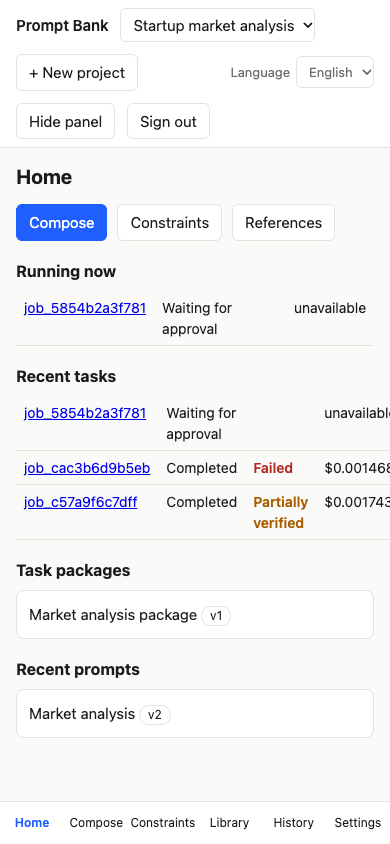 Prompt Bank
Startup market analysis
+ New project
Language
English
Hide panel
Sign out
Home
Compose
Constraints
References
Running now
job_5854b2a3f781 Waiting for approval unavailable
Recent tasks
job_5854b2a3f781 Waiting for approval unavailabl
job_cac3b6d9b5eb Completed Failed $0.001468
job_c57a9f6c7dff Completed Partially verified $0.001743
Task packages
Market analysis package v1
Recent prompts
Market analysis v2
Home Compose Constraints Library History Settings